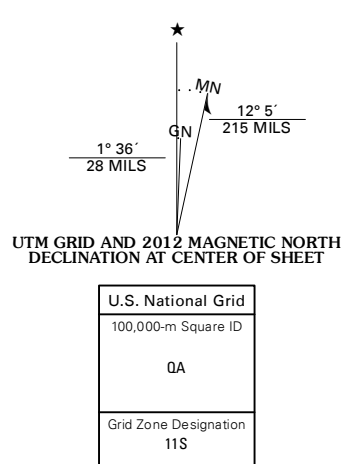 ★
MN
GN
12° 5´
215 MILS
1° 36´
28 MILS
UTM GRID AND 2012 MAGNETIC NORTH
DECLINATION AT CENTER OF SHEET
U.S. National Grid
100,000-m Square ID
QA
Grid Zone Designation
11S